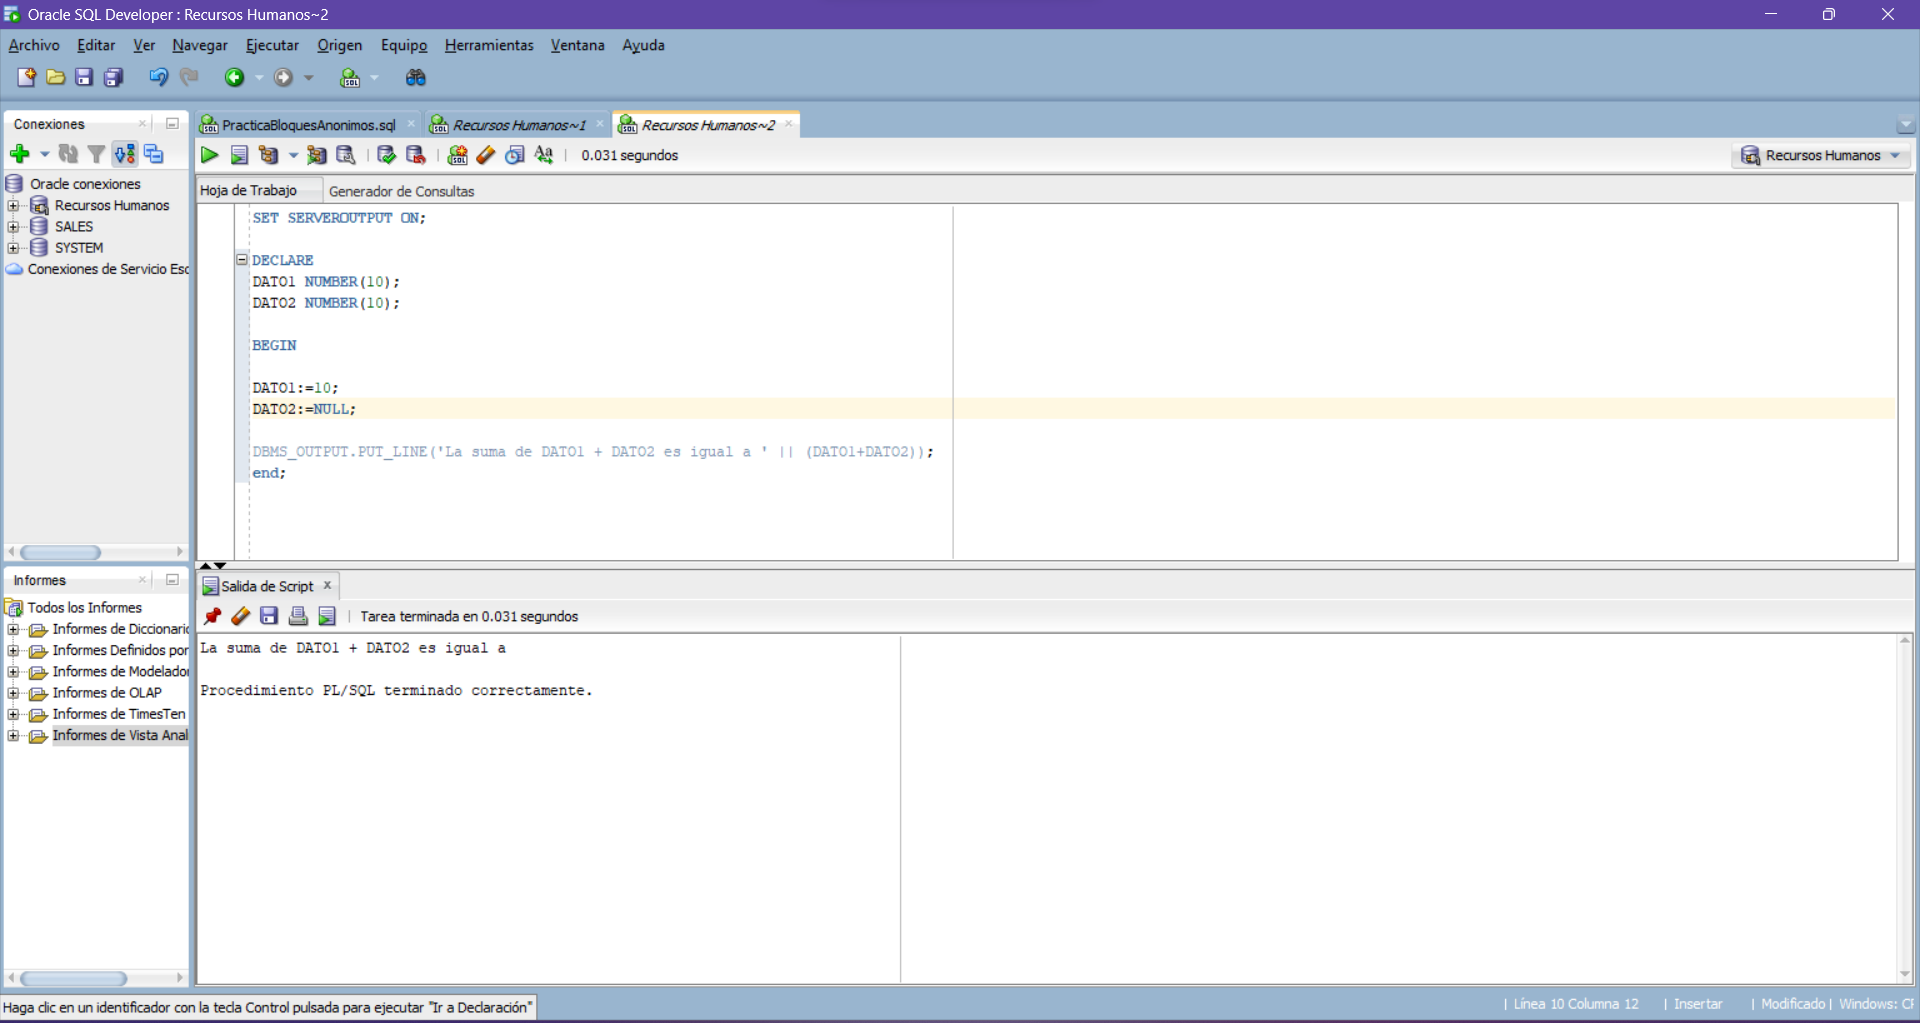 Oracle SQL Developer : Recursos Humanos~2
Archivo Editar Ver Navegar Ejecutar Origen Equipo Herramientas Ventana Ayuda
Conexiones
PracticaBloquesAnonimos.sql
Recursos Humanos~1
Recursos Humanos~2
0.031 segundos
Recursos Humanos
Oracle conexiones
Recursos Humanos
SALES
SYSTEM
Conexiones de Servicio Esc
Hoja de Trabajo
Generador de Consultas
SET SERVEROUTPUT ON;
DECLARE
DATO1 NUMBER(10);
DATO2 NUMBER(10);
BEGIN
DATO1:=10;
DATO2:=NULL;
DBMS_OUTPUT.PUT_LINE('La suma de DATO1 + DATO2 es igual a ' || (DATO1+DATO2));
end;
Informes
Todos los Informes
Informes de Diccionario
Informes Definidos por
Informes de Modelador
Informes de OLAP
Informes de TimesTen
Informes de Vista Anal
Salida de Script
Tarea terminada en 0.031 segundos
La suma de DATO1 + DATO2 es igual a
Procedimiento PL/SQL terminado correctamente.
Haga clic en un identificador con la tecla Control pulsada para ejecutar "Ir a Declaración"
| Línea 10 Columna 12 | Insertar | Modificado | Windows: CF